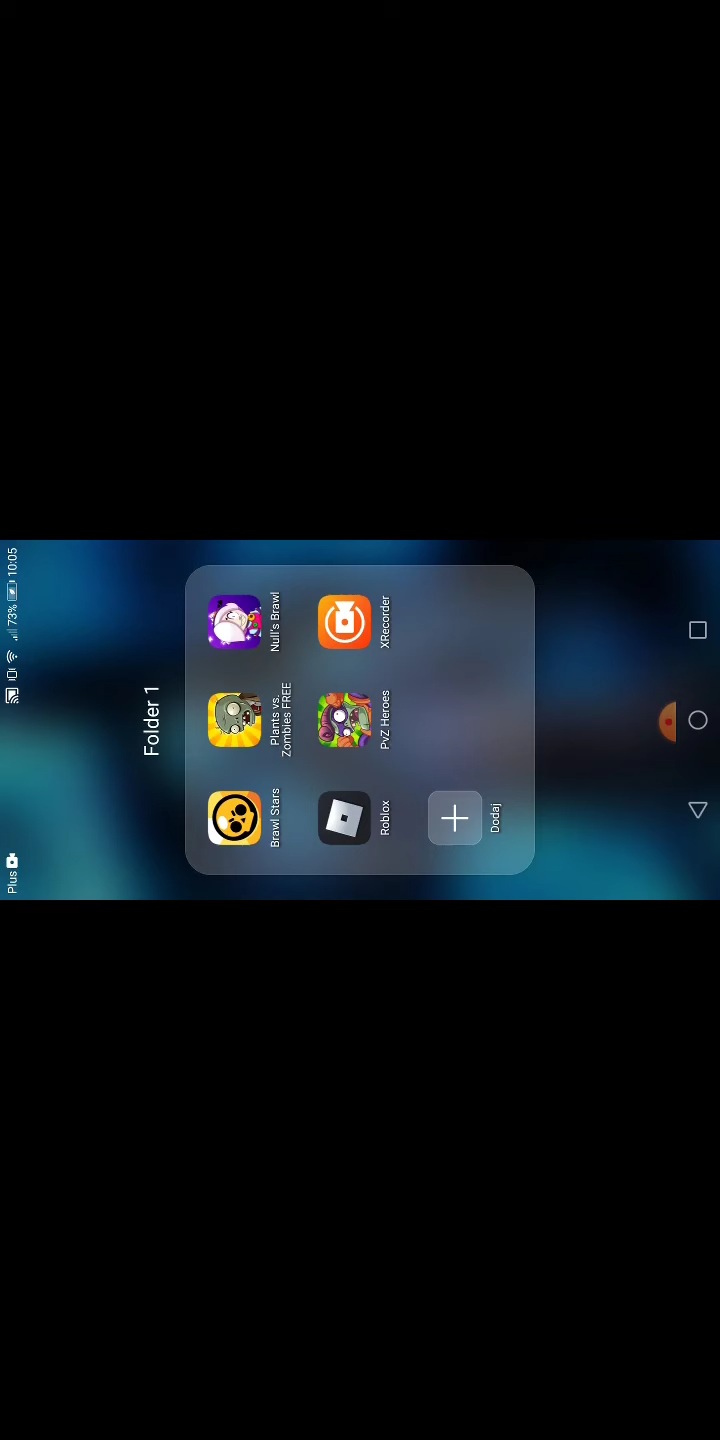 Plus
73%
10:05
Folder 1
Brawl Stars
Plants vs.
Zombies FREE
Null's Brawl
Roblox
PvZ Heroes
XRecorder
Dodaj